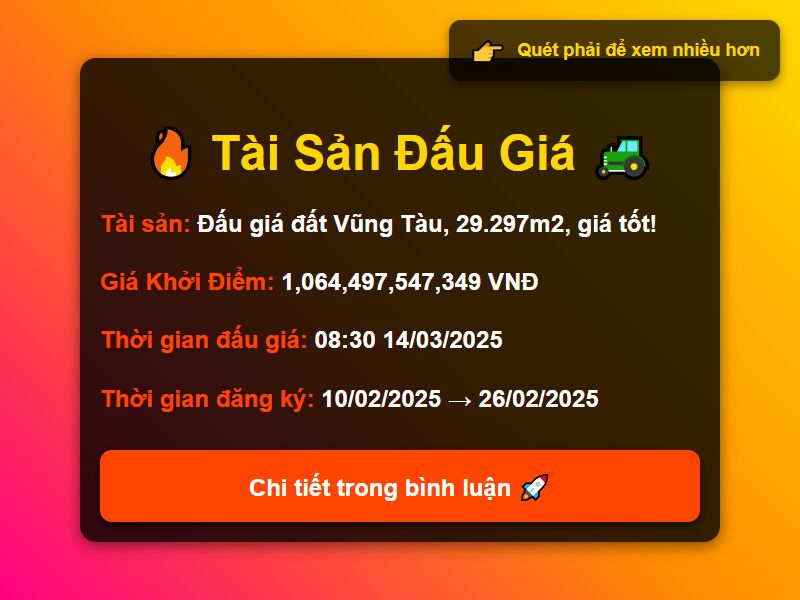 Quét phải để xem nhiều hơn
Tài Sản Đấu Giá
Tài sản: Đấu giá đất Vũng Tàu, 29.297m2, giá tốt!
Giá Khởi Điểm: 1,064,497,547,349 VNĐ
Thời gian đấu giá: 08:30 14/03/2025
Thời gian đăng ký: 10/02/2025 → 26/02/2025
Chi tiết trong bình luận